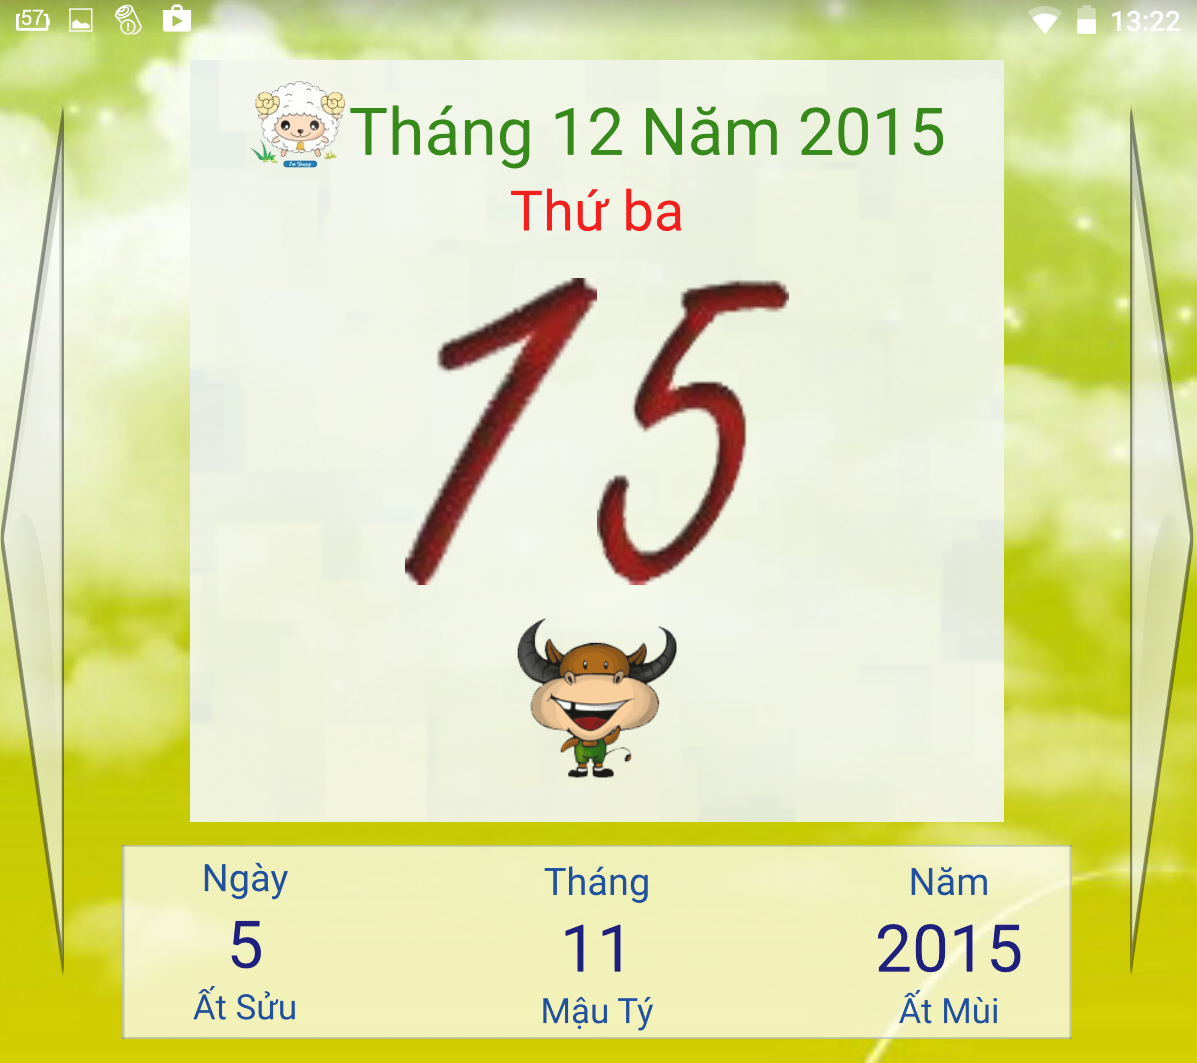 57
13:22
Tháng 12 Năm 2015
Thứ ba
15
Ngày
Tháng
Năm
5
11
2015
Ất Sửu
Mậu Tý
Ất Mùi